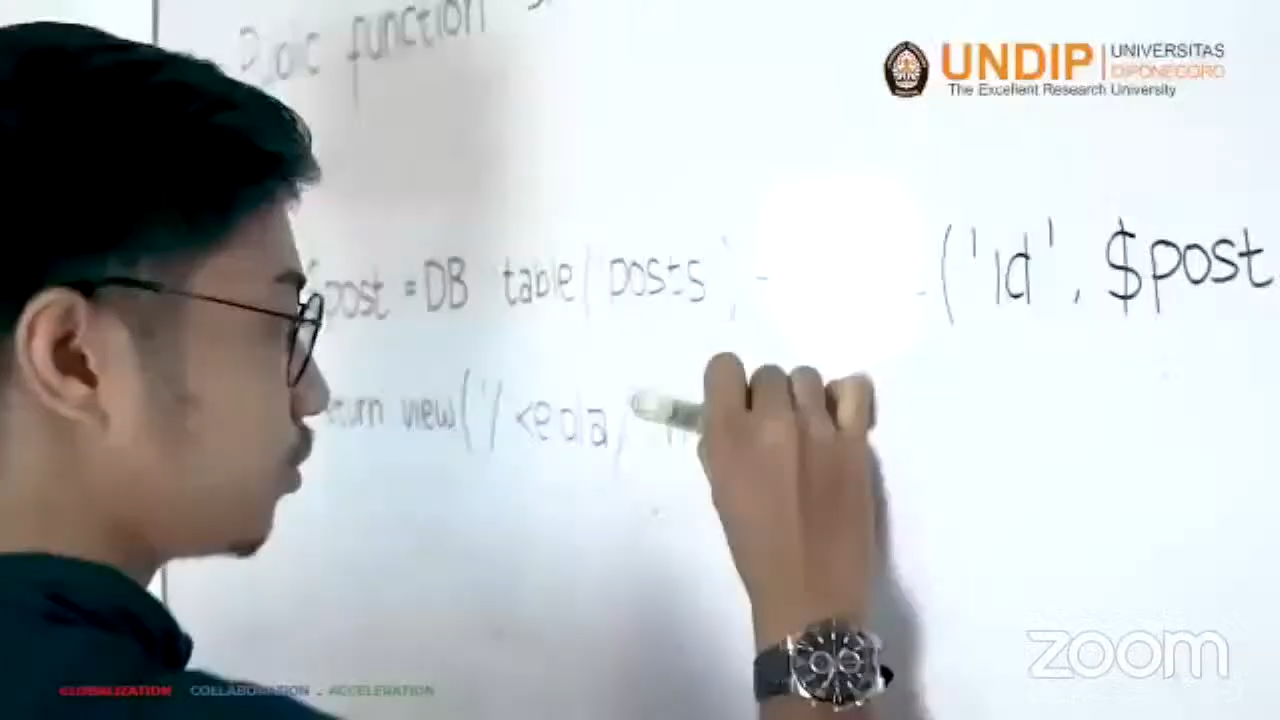 function
UNDIP UNIVERSITAS
DIPONEGORO
The Excellent Research University
post = DB table( posts ) ('id', $post
view('/
zoom
GLOBALIZATION COLLABORATION . ACCELERATION